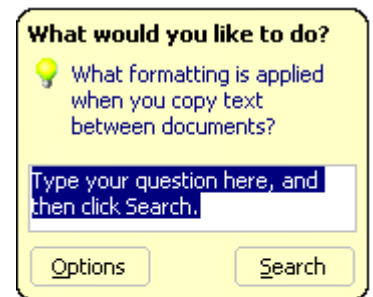 What would you like to do?
What formatting is applied
when you copy text
between documents?
Type your question here, and
then click Search.
Options
Search